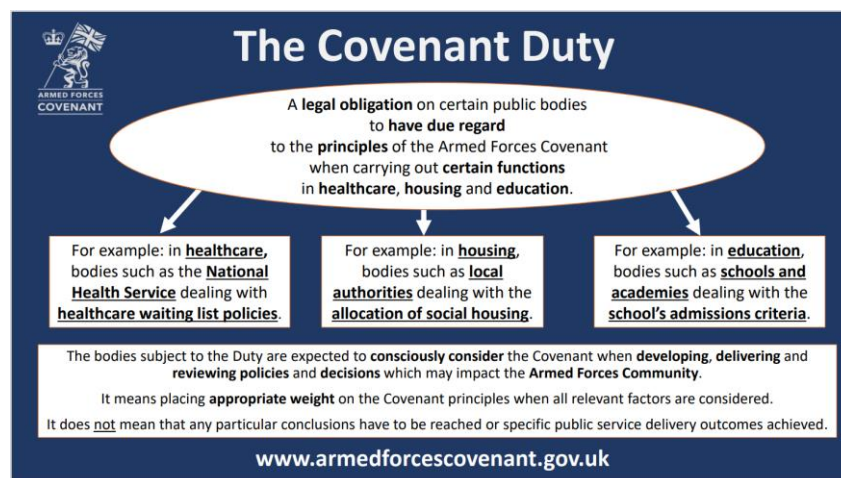 ARMED FORCES
COVENANT
The Covenant Duty
A legal obligation on certain public bodies
to have due regard
to the principles of the Armed Forces Covenant
when carrying out certain functions
in healthcare, housing and education.
For example: in healthcare,
bodies such as the National
Health Service dealing with
healthcare waiting list policies.
For example: in housing,
bodies such as local
authorities dealing with the
allocation of social housing.
For example: in education,
bodies such as schools and
academies dealing with the
school’s admissions criteria.
The bodies subject to the Duty are expected to consciously consider the Covenant when developing, delivering and
reviewing policies and decisions which may impact the Armed Forces Community.
It means placing appropriate weight on the Covenant principles when all relevant factors are considered.
It does not mean that any particular conclusions have to be reached or specific public service delivery outcomes achieved.
www.armedforcescovenant.gov.uk